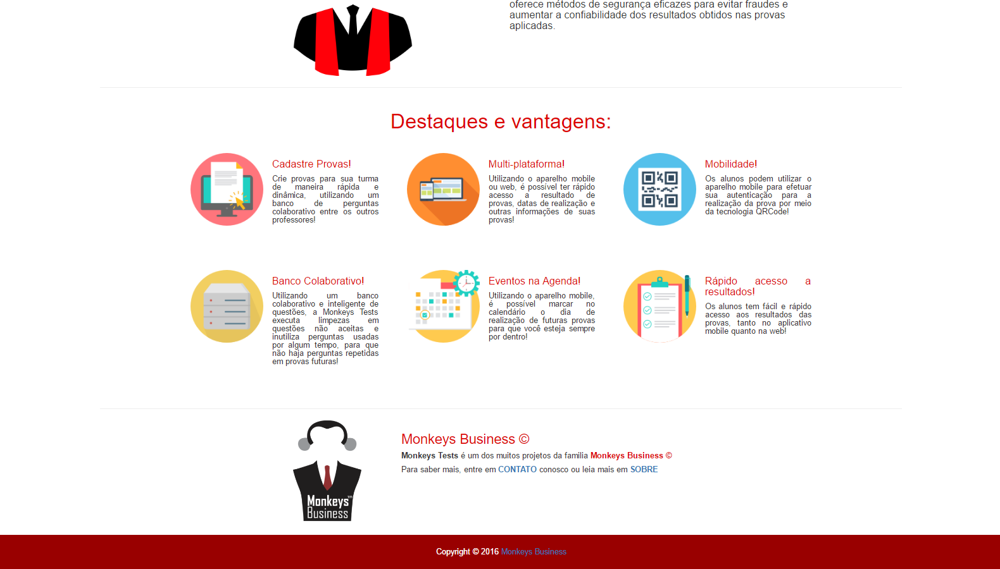 oferece métodos de segurança eficazes para evitar fraudes e
aumentar a confiabilidade dos resultados obtidos nas provas
aplicadas.
Destaques e vantagens:
Cadastre Provas!
Crie provas para sua turma
de maneira rápida e
dinâmica, utilizando um
banco de perguntas
colaborativo entre os outros
professores!
Multi-plataforma!
Utilizando o aparelho mobile
ou web, é possível ter rápido
acesso a resultado de
provas, datas de realização e
outras informações de suas
provas!
Mobilidade!
Os alunos podem utilizar o
aparelho mobile para efetuar
sua autenticação para a
realização da prova por meio
da tecnologia QRCode!
Banco Colaborativo!
Utilizando um banco
colaborativo e inteligente de
questões, a Monkeys Tests
executa limpezas em
questões não aceitas e
inutiliza perguntas usadas
por algum tempo, para que
não haja perguntas repetidas
em provas futuras!
Eventos na Agenda!
Utilizando o aparelho mobile,
é possível marcar no
calendário o dia de
realização de futuras provas
para que você esteja sempre
por dentro!
Rápido acesso a
resultados!
Os alunos tem fácil e rápido
acesso aos resultados das
provas, tanto no aplicativo
mobile quanto na web!
Monkeys™
Business
Monkeys Business ©
Monkeys Tests é um dos muitos projetos da familia Monkeys Business ©
Para saber mais, entre em CONTATO conosco ou leia mais em SOBRE
Copyright © 2016 Monkeys Business